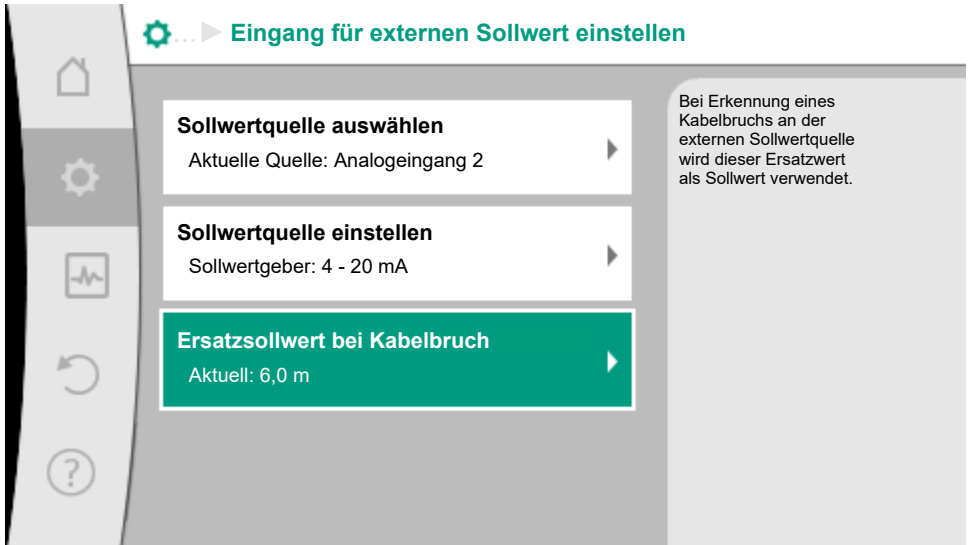 ... Eingang für externen Sollwert einstellen
Sollwertquelle auswählen
Aktuelle Quelle: Analogeingang 2
Sollwertquelle einstellen
Sollwertgeber: 4 - 20 mA
Ersatzsollwert bei Kabelbruch
Aktuell: 6,0 m
Bei Erkennung eines
Kabelbruchs an der
externen Sollwertquelle
wird dieser Ersatzwert
als Sollwert verwendet.
?